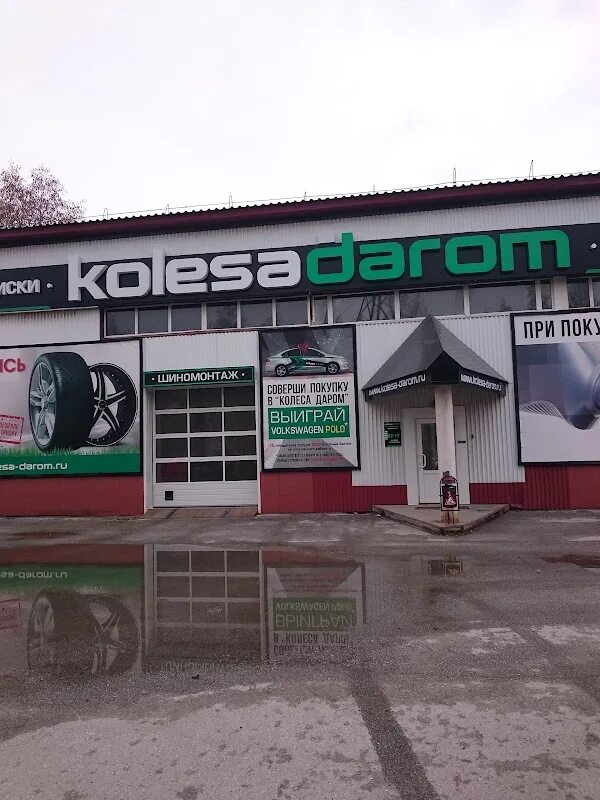 ИСКИ
kolesa darom
ШИНОМОНТАЖ
СОВЕРШИ ПОКУПКУ
В "КОЛЕСА ДАРОМ"
ВЫИГРАЙ
VOLKSWAGEN POLO
www.kolesa-darom.ru
www.kolesa-darom.ru
ПРИ ПОКУ
СЬ
sa-darom.ru